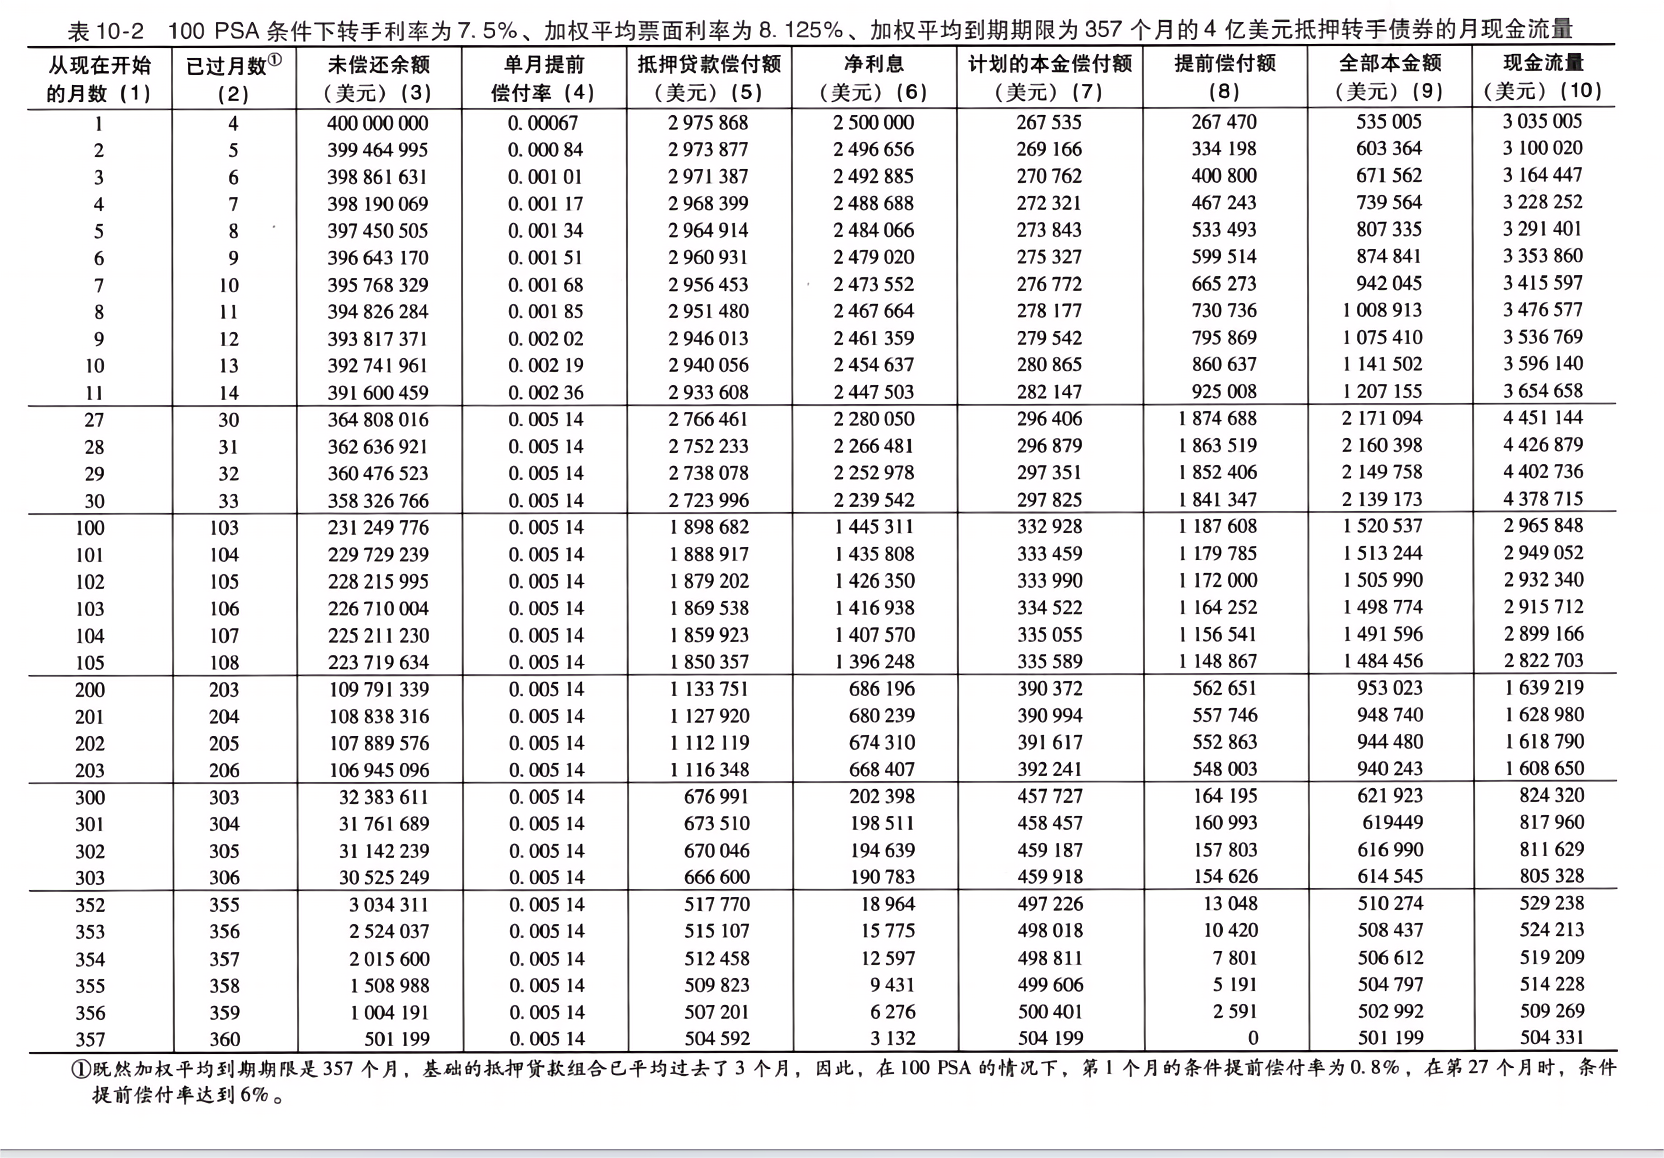 表10-2 100 PSA 条件下转手利率为7.5%、加权平均票面利率为8.125%、加权平均到期期限为357个月的4亿美元抵押转手债券的月现金流量
从现在开始 已过月数① 未偿还余额 单月提前 抵押贷款偿付额 净利息 计划的本金偿付额 提前偿付额 全部本金额 现金流量
的月数（1） （2） （美元）（3） 偿付率（4） （美元）（5） （美元）（6） （美元）（7） （8） （美元）（9） （美元）（10）
1 4 400 000 000 0.00067 2 975 868 2 500 000 267 535 267 470 535 005 3 035 005
2 5 399 464 995 0.000 84 2 973 877 2 496 656 269 166 334 198 603 364 3 100 020
3 6 398 861 631 0.001 01 2 971 387 2 492 885 270 762 400 800 671 562 3 164 447
4 7 398 190 069 0.001 17 2 968 399 2 488 688 272 321 467 243 739 564 3 228 252
5 8 397 450 505 0.001 34 2 964 914 2 484 066 273 843 533 493 807 335 3 291 401
6 9 396 643 170 0.001 51 2 960 931 2 479 020 275 327 599 514 874 841 3 353 860
7 10 395 768 329 0.001 68 2 956 453 2 473 552 276 772 665 273 942 045 3 415 597
8 11 394 826 284 0.001 85 2 951 480 2 467 664 278 177 730 736 1 008 913 3 476 577
9 12 393 817 371 0.002 02 2 946 013 2 461 359 279 542 795 869 1 075 410 3 536 769
10 13 392 741 961 0.002 19 2 940 056 2 454 637 280 865 860 637 1 141 502 3 596 140
11 14 391 600 459 0.002 36 2 933 608 2 447 503 282 147 925 008 1 207 155 3 654 658
27 30 364 808 016 0.005 14 2 766 461 2 280 050 296 406 1 874 688 2 171 094 4 451 144
28 31 362 636 921 0.005 14 2 752 233 2 266 481 296 879 1 863 519 2 160 398 4 426 879
29 32 360 476 523 0.005 14 2 738 078 2 252 978 297 351 1 852 406 2 149 758 4 402 736
30 33 358 326 766 0.005 14 2 723 996 2 239 542 297 825 1 841 347 2 139 173 4 378 715
100 103 231 249 776 0.005 14 1 898 682 1 445 311 332 928 1 187 608 1 520 537 2 965 848
101 104 229 729 239 0.005 14 1 888 917 1 435 808 333 459 1 179 785 1 513 244 2 949 052
102 105 228 215 995 0.005 14 1 879 202 1 426 350 333 990 1 172 000 1 505 990 2 932 340
103 106 226 710 004 0.005 14 1 869 538 1 416 938 334 522 1 164 252 1 498 774 2 915 712
104 107 225 211 230 0.005 14 1 859 923 1 407 570 335 055 1 156 541 1 491 596 2 899 166
105 108 223 719 634 0.005 14 1 850 357 1 396 248 335 589 1 148 867 1 484 456 2 822 703
200 203 109 791 339 0.005 14 1 133 751 686 196 390 372 562 651 953 023 1 639 219
201 204 108 838 316 0.005 14 1 127 920 680 239 390 994 557 746 948 740 1 628 980
202 205 107 889 576 0.005 14 1 112 119 674 310 391 617 552 863 944 480 1 618 790
203 206 106 945 096 0.005 14 1 116 348 668 407 392 241 548 003 940 243 1 608 650
300 303 32 383 611 0.005 14 676 991 202 398 457 727 164 195 621 923 824 320
301 304 31 761 689 0.005 14 673 510 198 511 458 457 160 993 619449 817 960
302 305 31 142 239 0.005 14 670 046 194 639 459 187 157 803 616 990 811 629
303 306 30 525 249 0.005 14 666 600 190 783 459 918 154 626 614 545 805 328
352 355 3 034 311 0.005 14 517 770 18 964 497 226 13 048 510 274 529 238
353 356 2 524 037 0.005 14 515 107 15 775 498 018 10 420 508 437 524 213
354 357 2 015 600 0.005 14 512 458 12 597 498 811 7 801 506 612 519 209
355 358 1 508 988 0.005 14 509 823 9 431 499 606 5 191 504 797 514 228
356 359 1 004 191 0.005 14 507 201 6 276 500 401 2 591 502 992 509 269
357 360 501 199 0.005 14 504 592 3 132 504 199 0 501 199 504 331
①既然加权平均到期期限是357个月，基础的抵押贷款组合已平均过去了3个月，因此，在100 PSA的情况下，第1个月的条件提前偿付率为0.8%，在第27个月时，条件
提前偿付率达到6%。